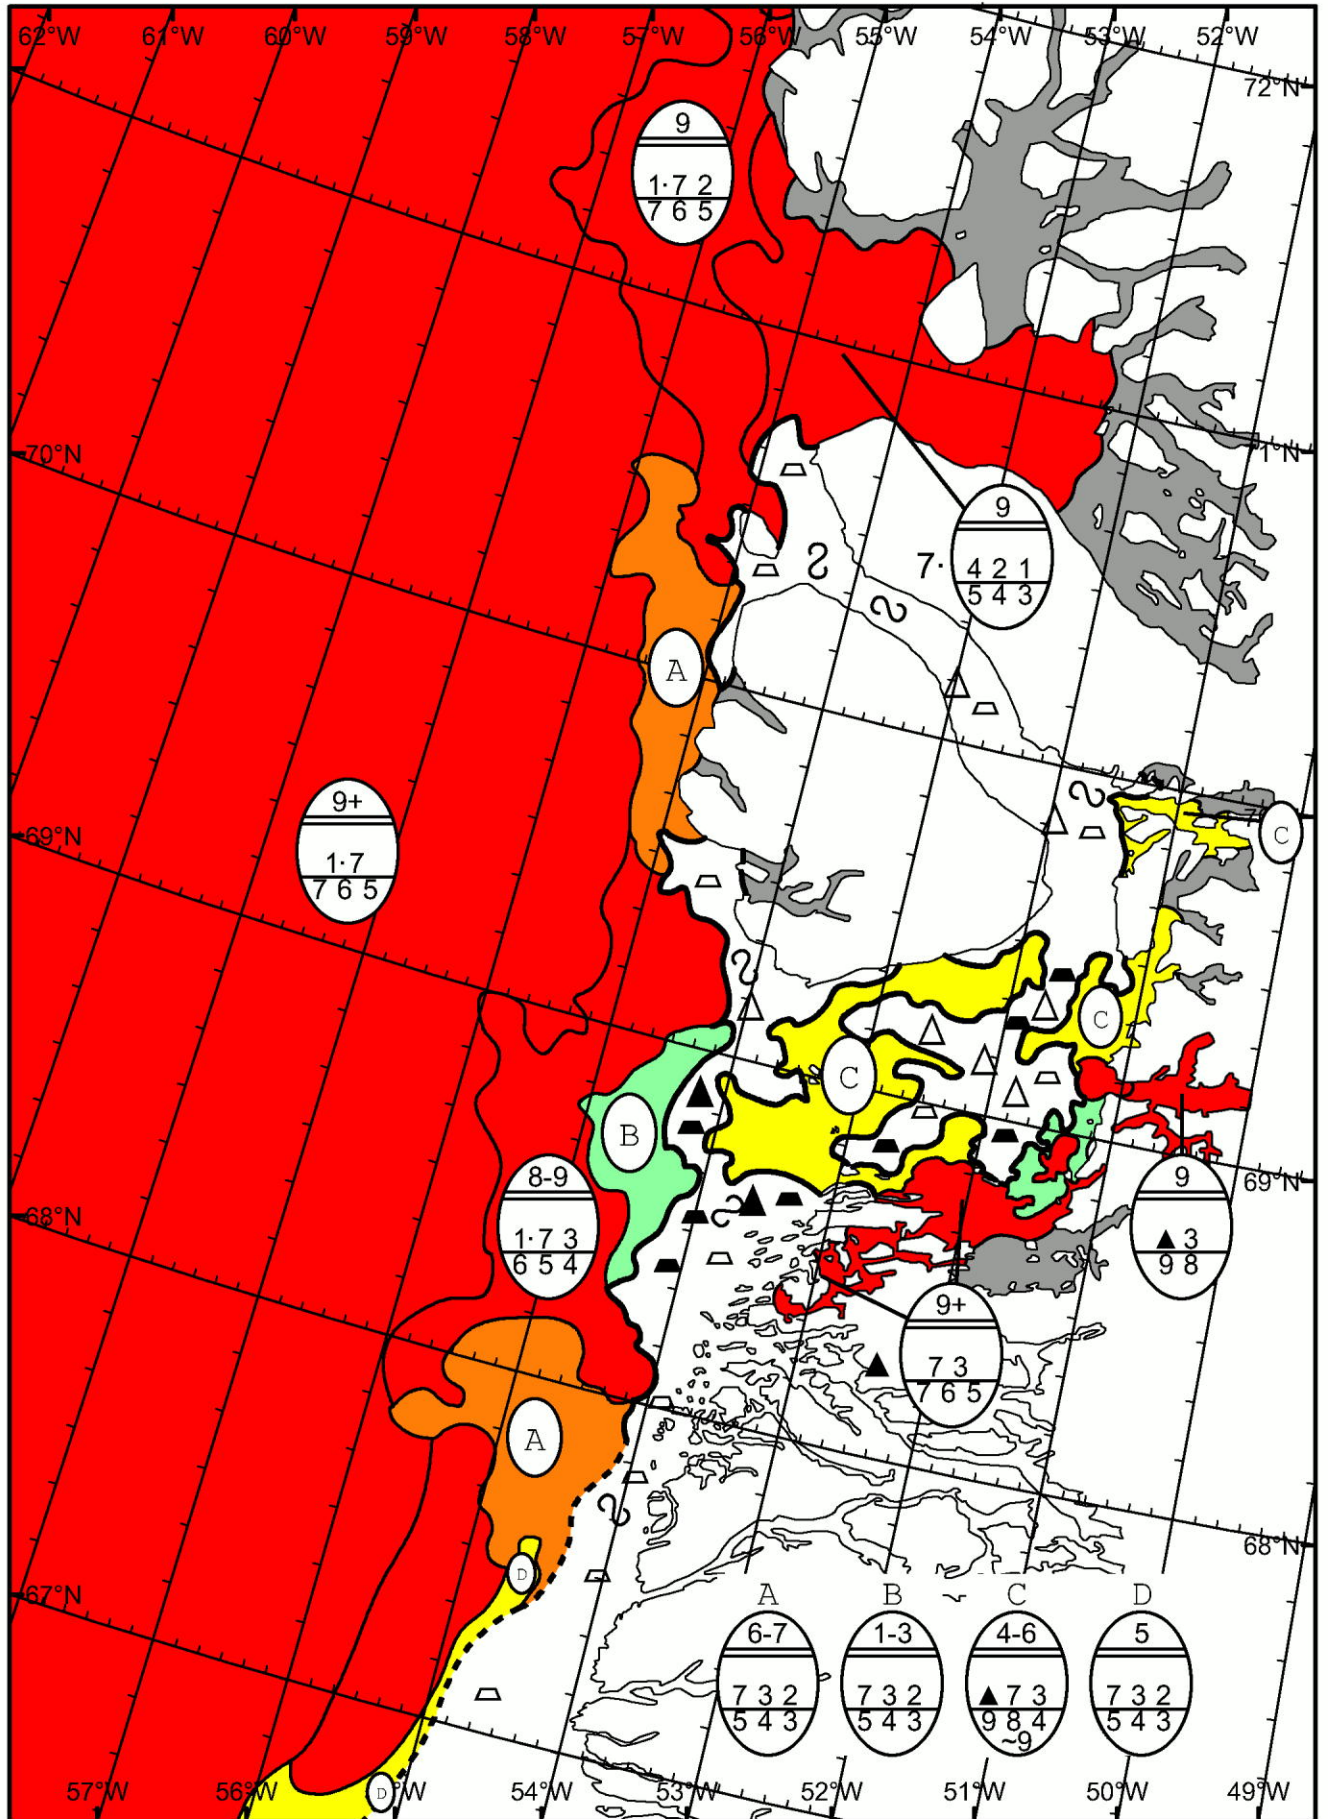 62°W 61°W 60°W 59°W 58°W 57°W 56°W 55°W 54°W 53°W 52°W
72°N
9
1·7 2
7 6 5
70°N
1°N
9
7· 4 2 1
5 4 3
A
9+
1·7
7 6 5
69°N
7
C
C
C
B
8-9
1·7 3
6 5 4
9
▲ 3
9 8
69°N
68°N
9+
7 3
7 6 5
A
68°N
D
67°N
A B C D
6-7 1-3 4-6 5
7 3 2 7 3 2 ▲ 7 3 7 3 2
5 4 3 5 4 3 9 8 4 5 4 3
~9
D
57°W 56°W °W 54°W 53°W 52°W 51°W 50°W 49°W